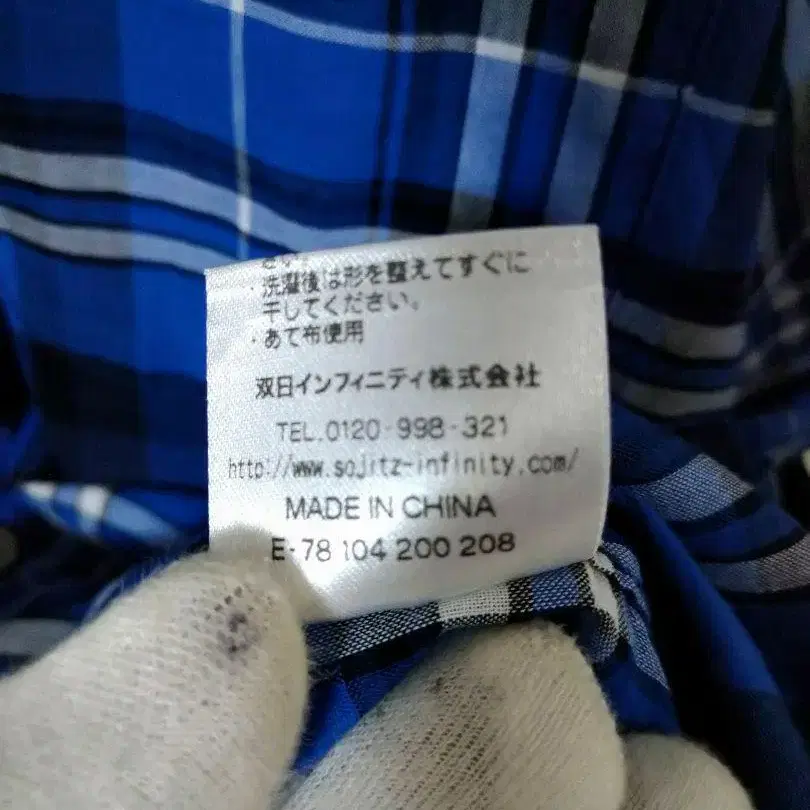 さい。
・洗濯後は形を整えてすぐに
干してください。
・あて布使用
双日インフィニティ株式会社
TEL.0120-998-321
http://www.sojitz-infinity.com/
MADE IN CHINA
E-78 104 200 208